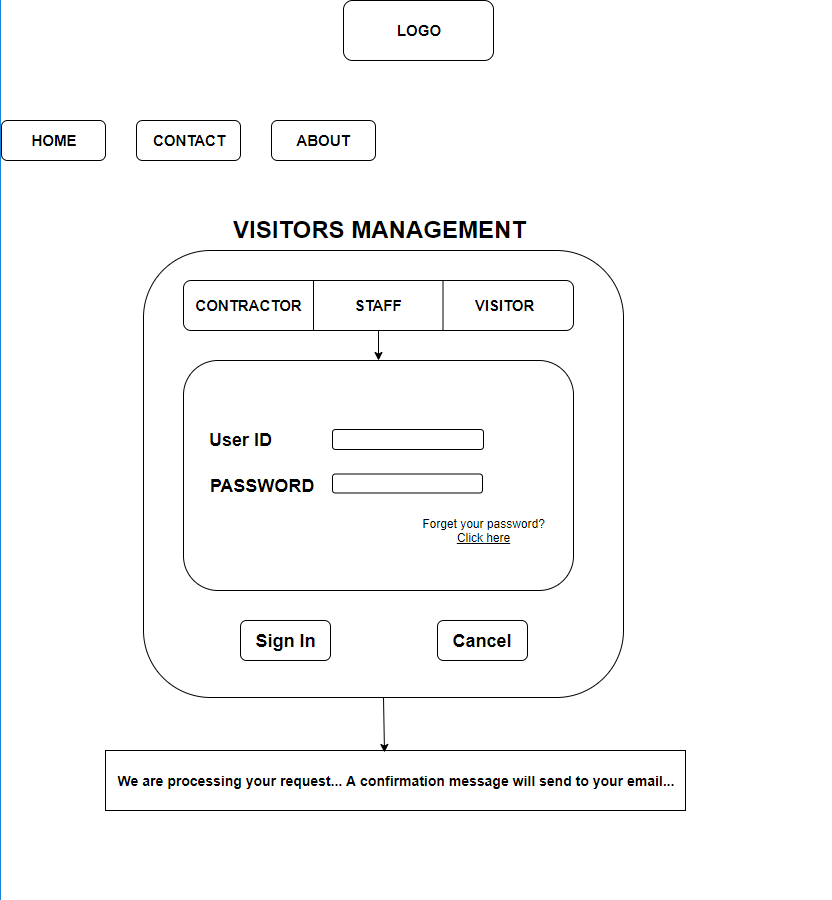 LOGO
HOME
CONTACT
ABOUT
VISITORS MANAGEMENT
CONTRACTOR
STAFF
VISITOR
User ID
PASSWORD
Forget your password?
Click here
Sign In
Cancel
We are processing your request... A confirmation message will send to your email...